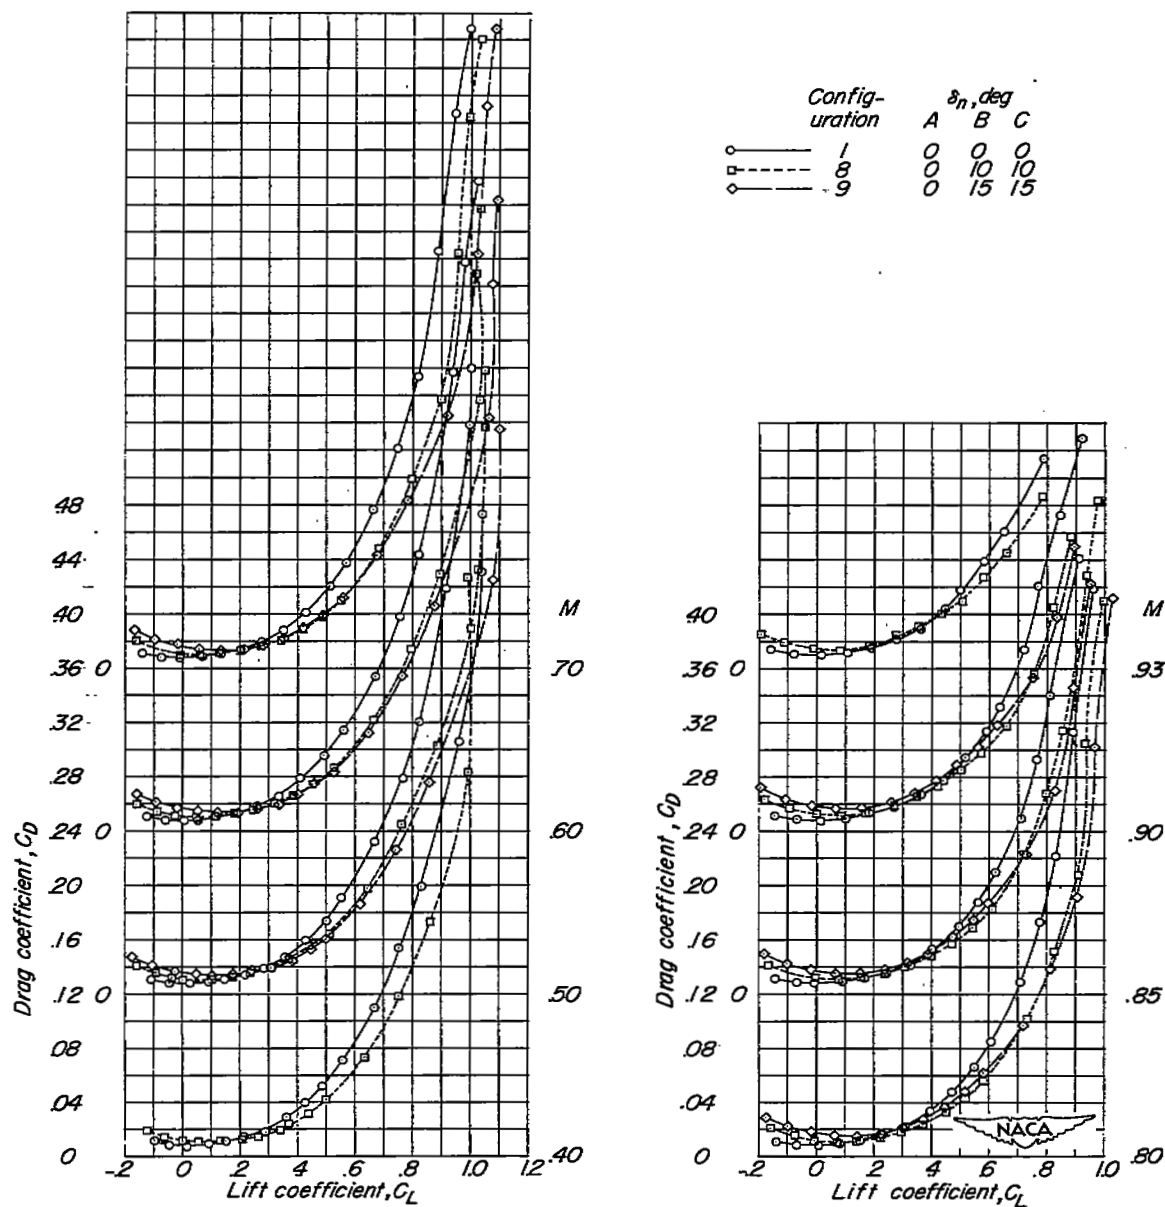 Config-
uration
δn, deg
A B C
1 0 0 0
8 0 10 10
9 0 15 15
.48
.44
.40 M
.36 0 .70
.32
.28
.24 0 .60
.20
.16
.12 0 .50
.08
.04
0 .40
-.2 0 .2 .4 .6 .8 1.0 1.2
Drag coefficient, CD
Lift coefficient, CL
.40 M
.36 0 .93
.32
.28
.24 0 .90
.20
.16
.12 0 .85
.08
.04
0 .80
-.2 0 .2 .4 .6 .8 1.0
Drag coefficient, CD
Lift coefficient, CL
NACA